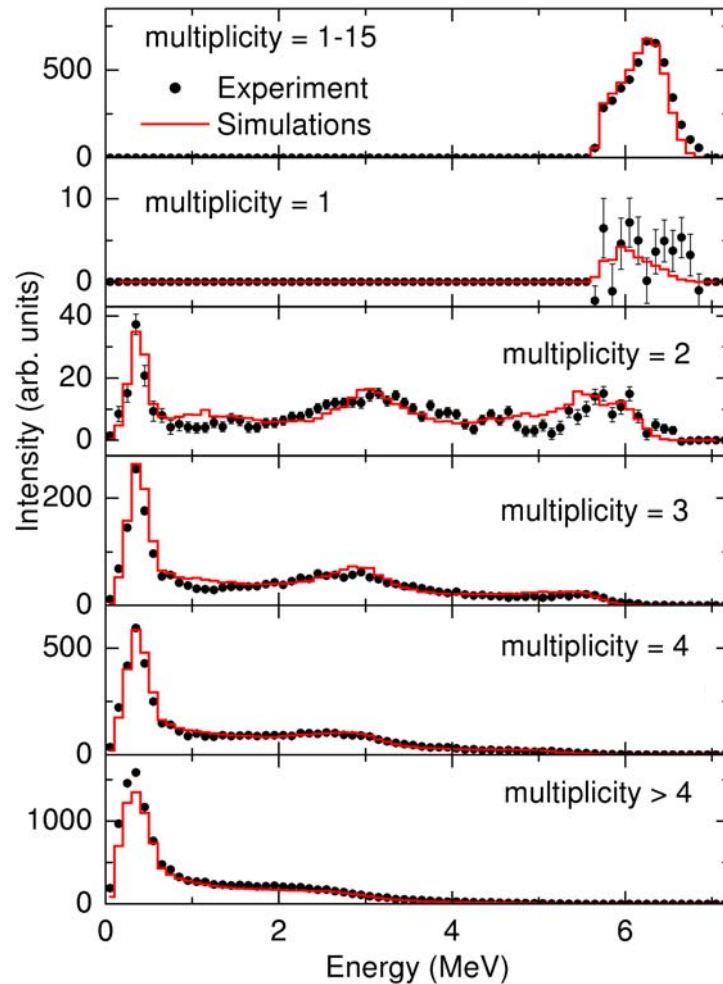 multiplicity = 1-15
500
Experiment
Simulations
0
10
multiplicity = 1
0
40
multiplicity = 2
20
0
Intensity (arb. units)
200
multiplicity = 3
0
500
multiplicity = 4
0
multiplicity > 4
1000
0
0 2 4 6
Energy (MeV)